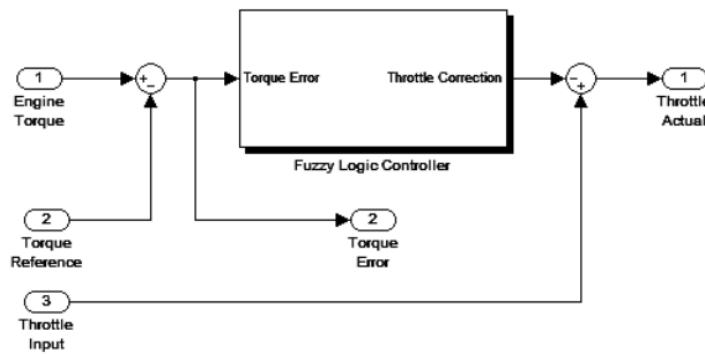 1
Engine
Torque
+
−
Torque Error
Throttle Correction
Fuzzy Logic Controller
−
+
1
Throttle
Actual
2
Torque
Reference
2
Torque
Error
3
Throttle
Input